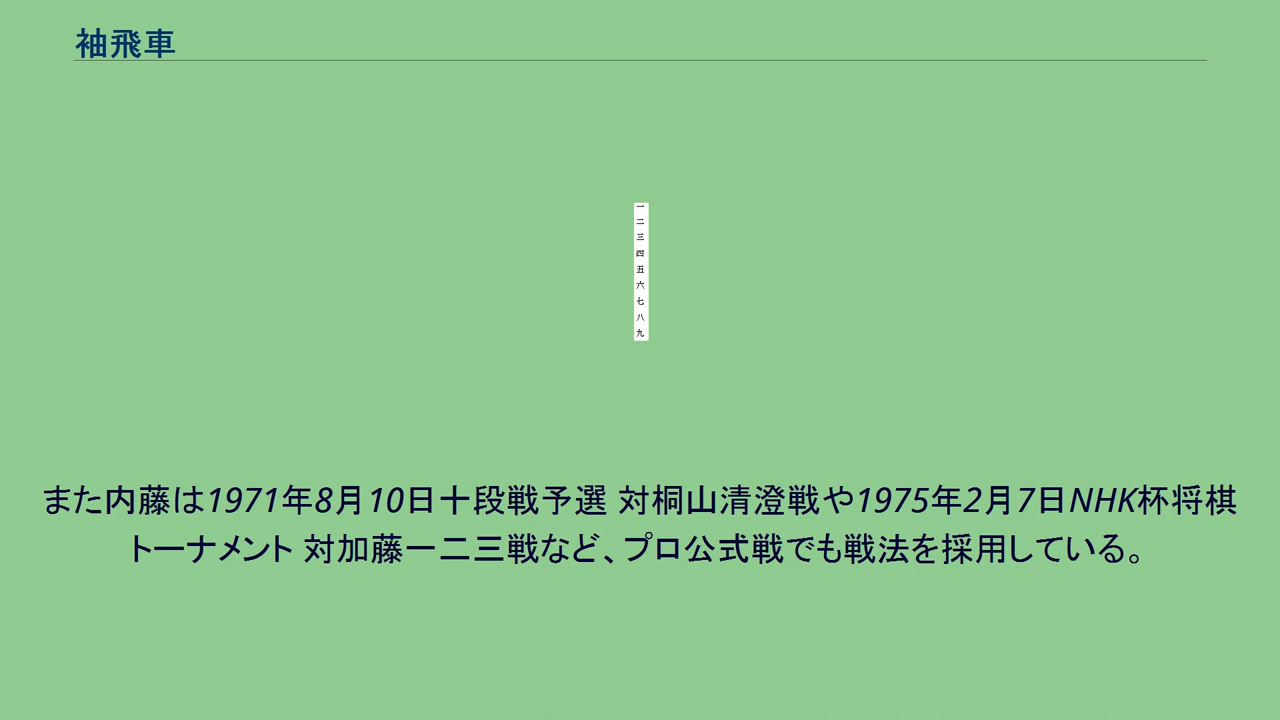 袖飛車
一
二
三
四
五
六
七
八
九
また内藤は1971年8月10日十段戦予選 対桐山清澄戦や1975年2月7日NHK杯将棋
トーナメント 対加藤一二三戦など、プロ公式戦でも戦法を採用している。